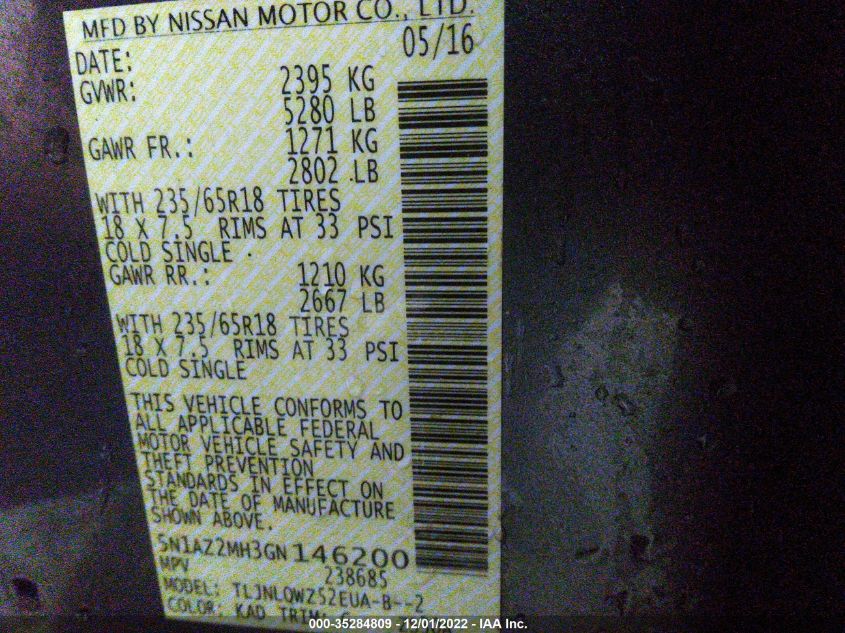 MFD BY NISSAN MOTOR CO., LTD.
DATE: 05/16
GVWR: 2395 KG
5280 LB
GAWR FR.: 1271 KG
2802 LB
WITH 235/65R18 TIRES
18 X 7.5 RIMS AT 33 PSI
COLD SINGLE
GAWR RR.: 1210 KG
2667 LB
WITH 235/65R18 TIRES
18 X 7.5 RIMS AT 33 PSI
COLD SINGLE
THIS VEHICLE CONFORMS TO
ALL APPLICABLE FEDERAL
MOTOR VEHICLE SAFETY AND
THEFT PREVENTION
STANDARDS IN EFFECT ON
THE DATE OF MANUFACTURE
SHOWN ABOVE.
5N1AZ2MH3GN146200
MPV 238685
MODEL: TLJNLOWZ52EUA-B--2
COLOR: KAD TRIM:
000-35284809 - 12/01/2022 - IAA Inc.